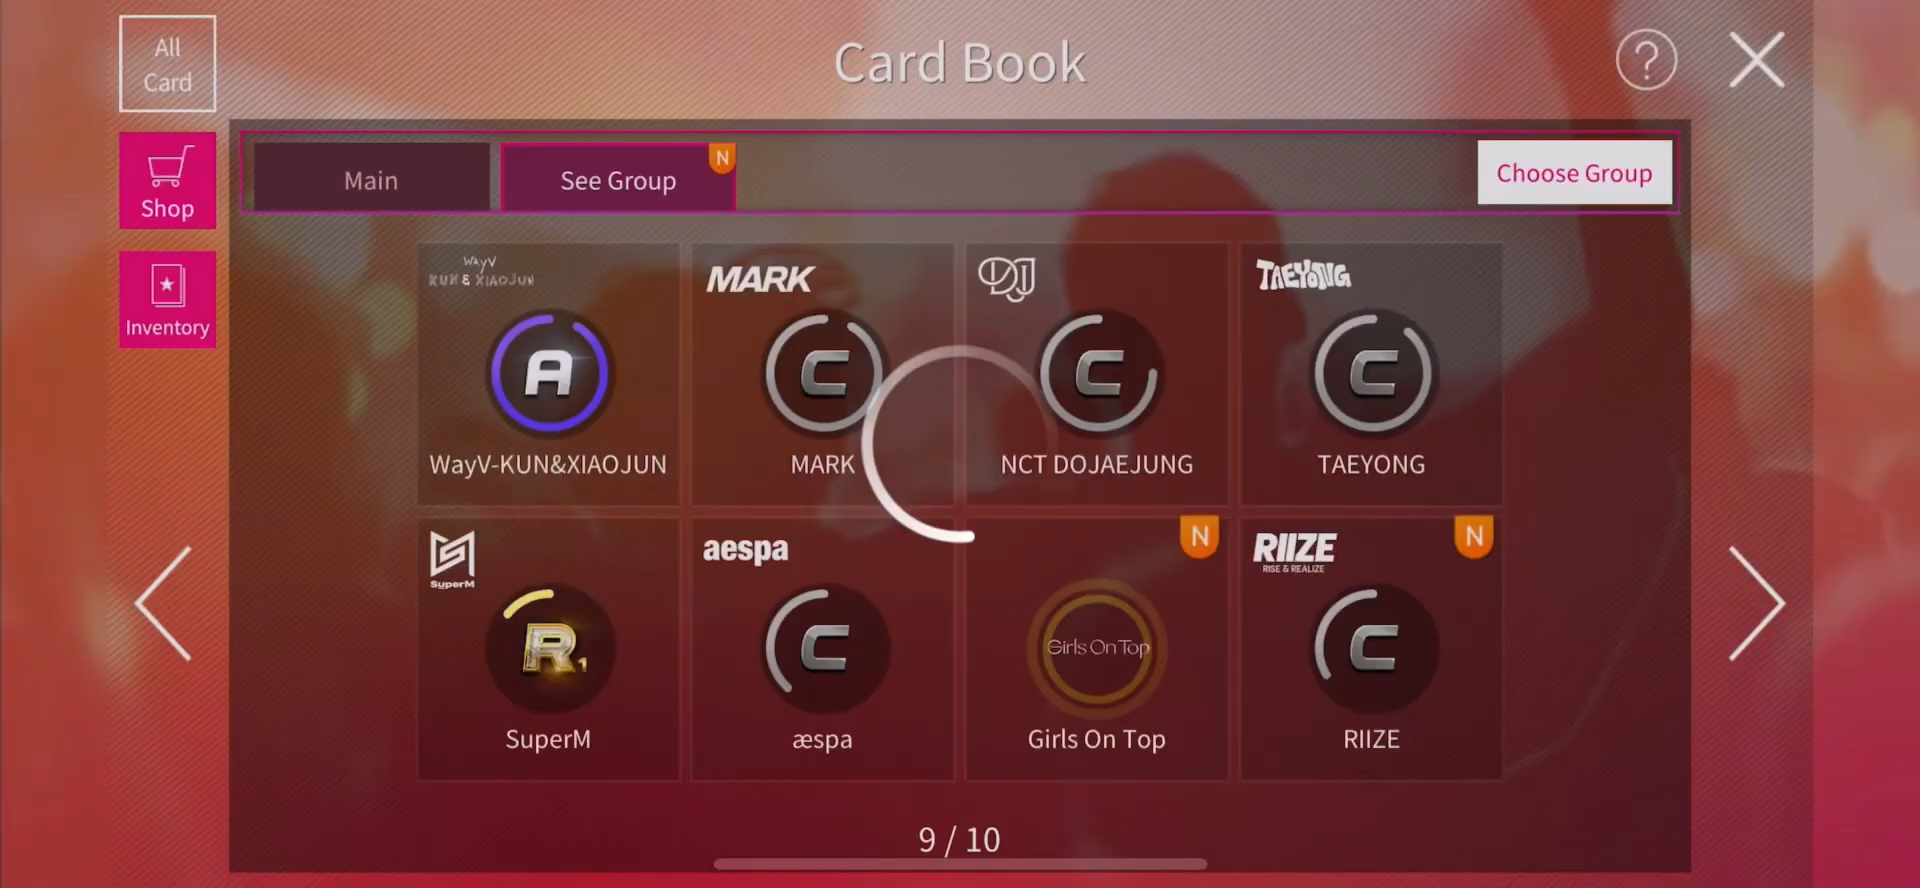 All
Card
Card Book
?
Shop
Inventory
Main
See Group
N
Choose Group
WayV
KUN & XIAOJUN
A
WayV-KUN&XIAOJUN
MARK
C
MARK
DJJ
C
NCT DOJAEJUNG
TAEYONG
C
TAEYONG
SuperM
R1
SuperM
aespa
C
æspa
N
Girls On Top
Girls On Top
RIIZE
RISE & REALIZE
N
C
RIIZE
9 / 10